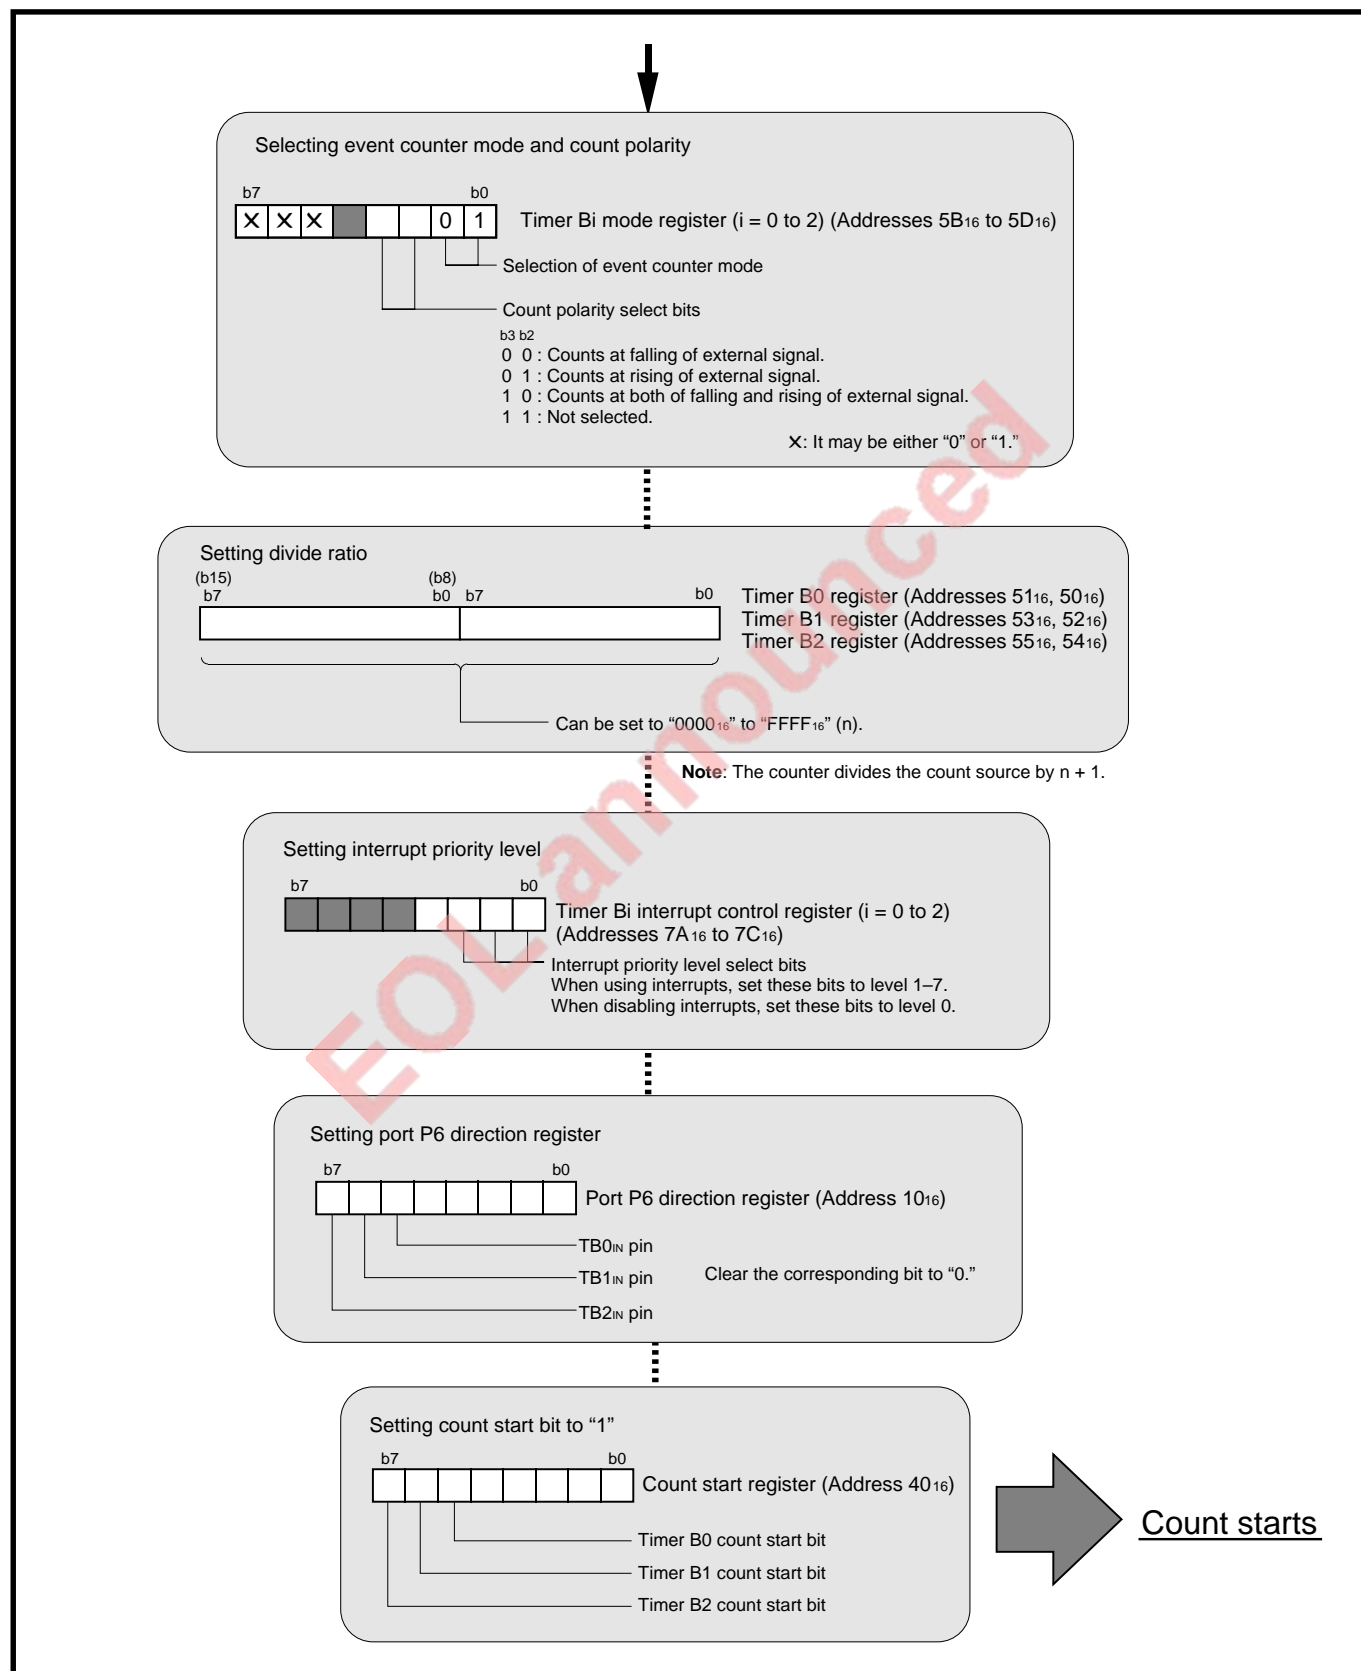 Selecting event counter mode and count polarity
b7 b0
× × × 0 1 Timer Bi mode register (i = 0 to 2) (Addresses 5B16 to 5D16)
Selection of event counter mode
Count polarity select bits
b3 b2
0 0 : Counts at falling of external signal.
0 1 : Counts at rising of external signal.
1 0 : Counts at both of falling and rising of external signal.
1 1 : Not selected.
×: It may be either “0” or “1.”
Setting divide ratio
(b15) (b8)
b7 b0 b7 b0
Timer B0 register (Addresses 5116, 5016)
Timer B1 register (Addresses 5316, 5216)
Timer B2 register (Addresses 5516, 5416)
Can be set to “000016” to “FFFF16” (n).
Note: The counter divides the count source by n + 1.
Setting interrupt priority level
b7 b0
Timer Bi interrupt control register (i = 0 to 2)
(Addresses 7A16 to 7C16)
Interrupt priority level select bits
When using interrupts, set these bits to level 1–7.
When disabling interrupts, set these bits to level 0.
Setting port P6 direction register
b7 b0
Port P6 direction register (Address 1016)
TB0IN pin
TB1IN pin
Clear the corresponding bit to “0.”
TB2IN pin
Setting count start bit to “1”
b7 b0
Count start register (Address 4016)
Timer B0 count start bit
Timer B1 count start bit
Timer B2 count start bit
Count starts
EOL announced